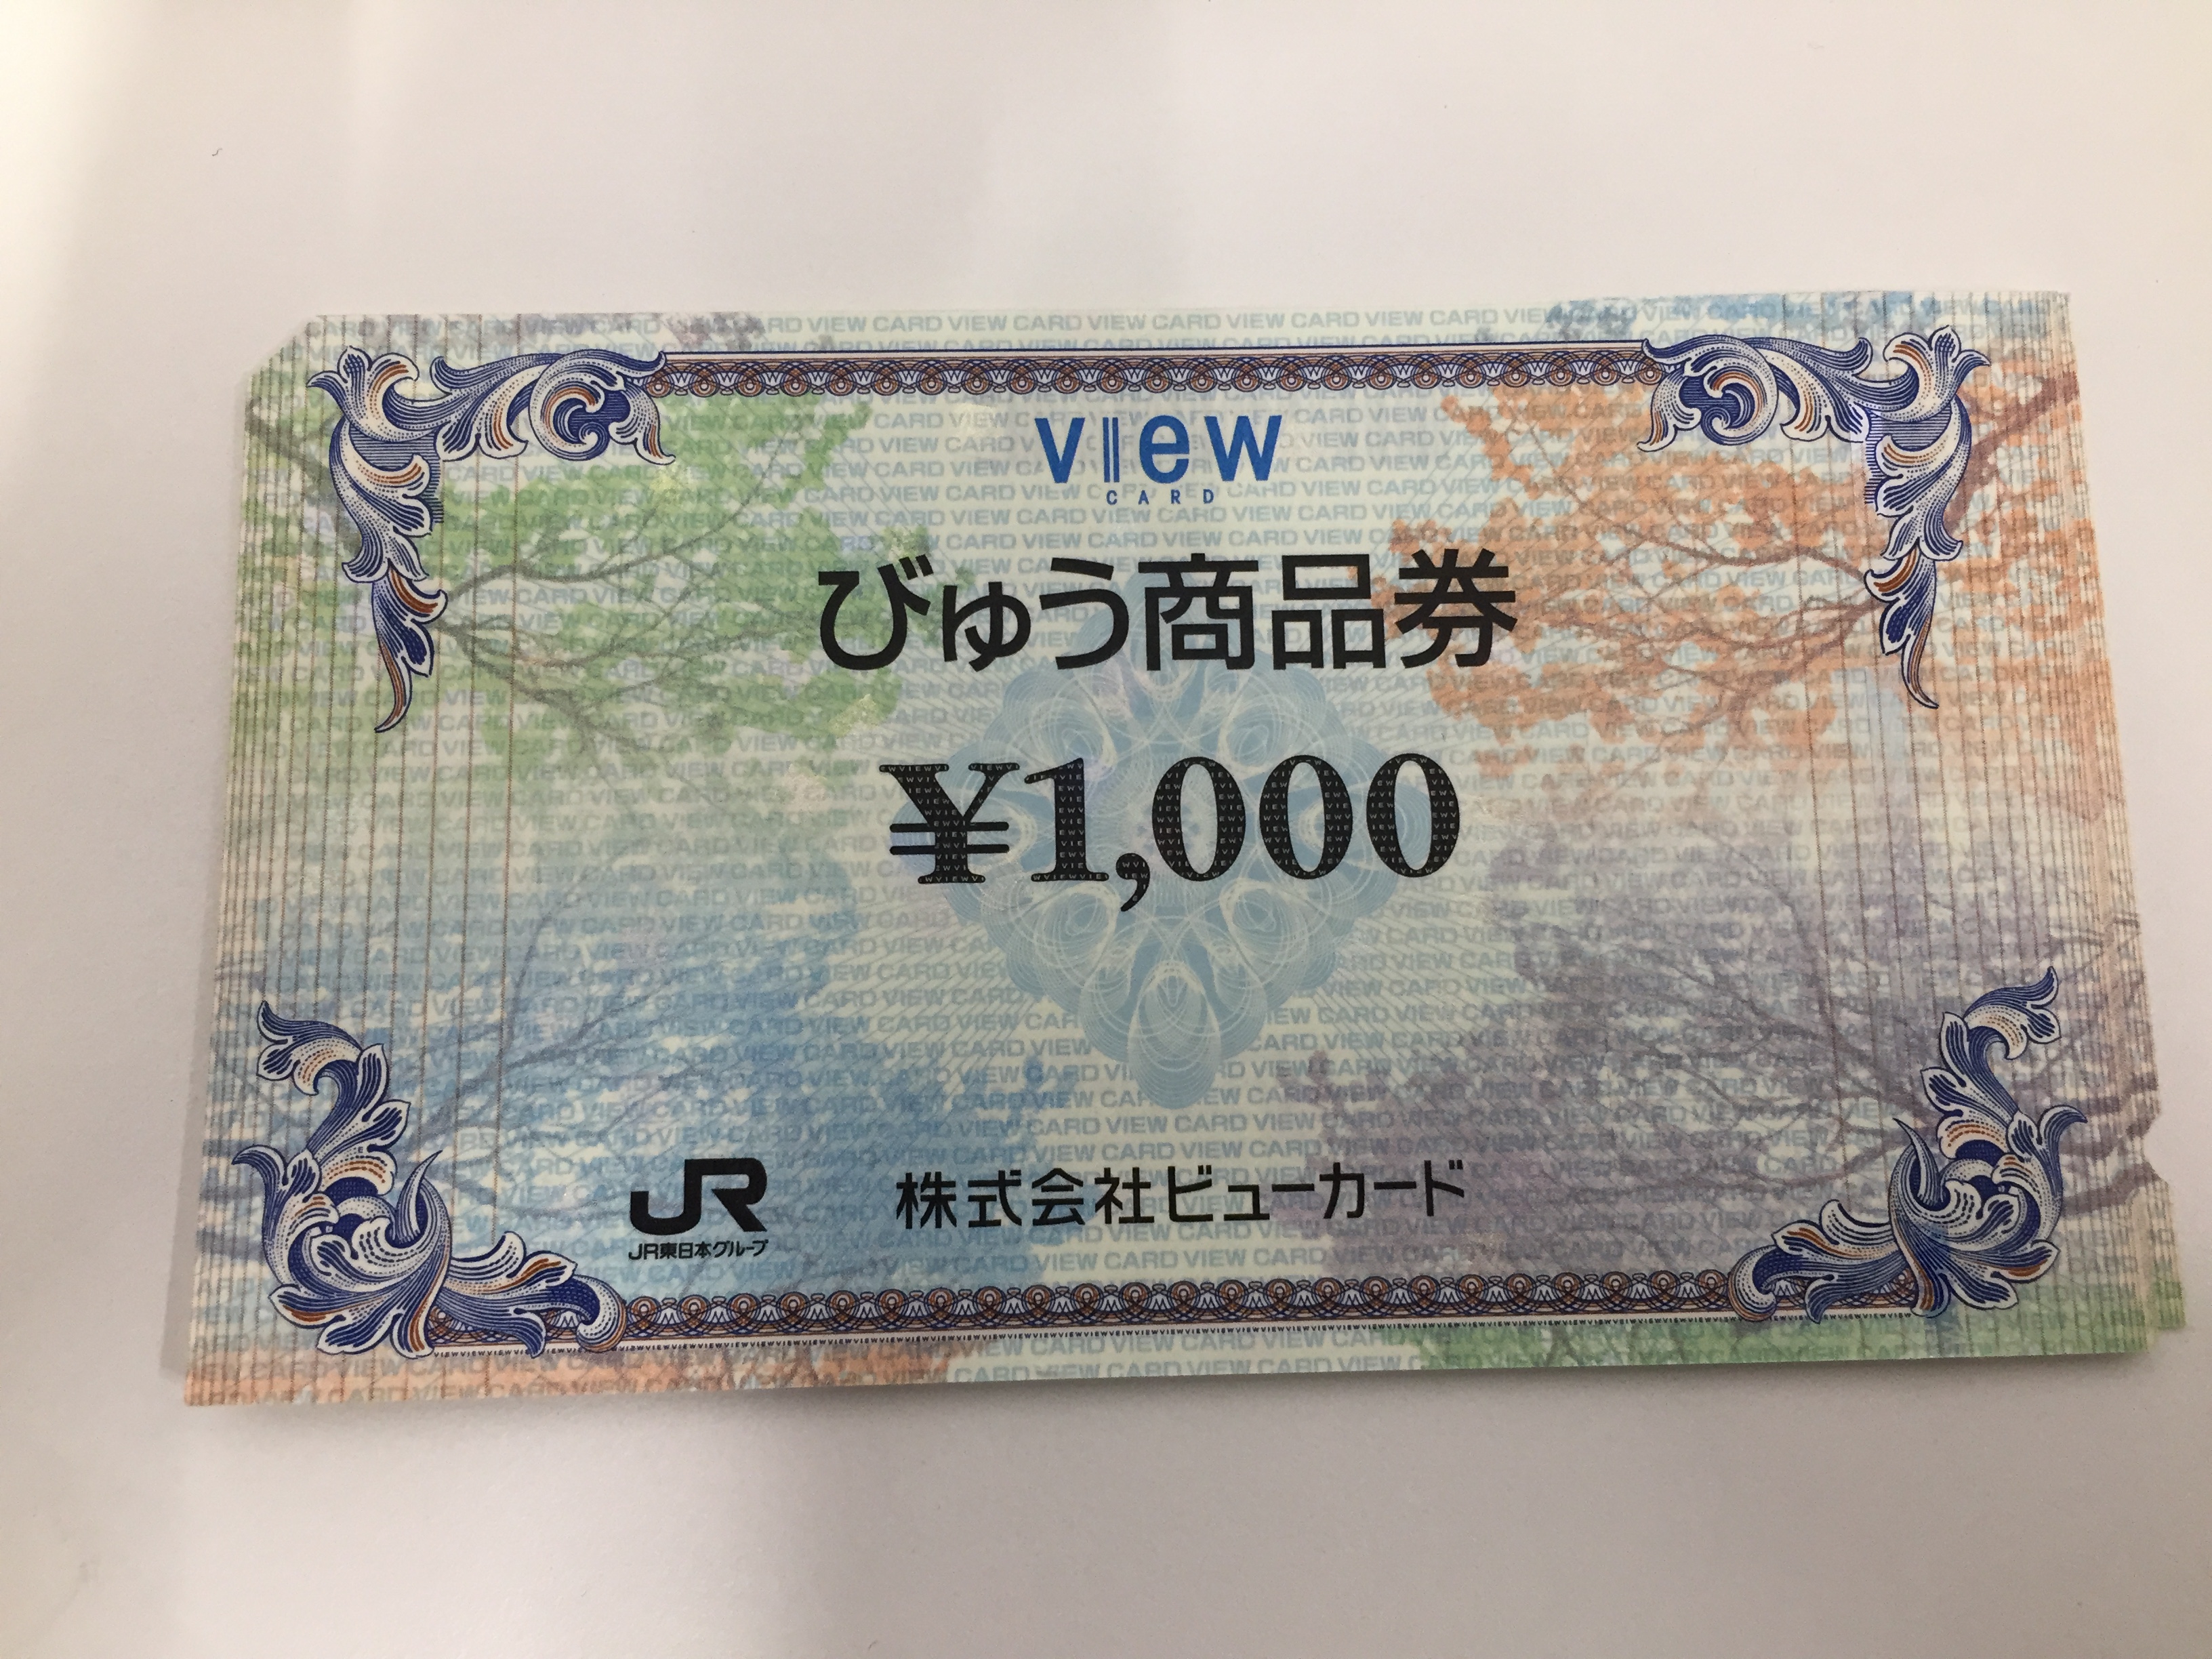 view
CARD
びゅう商品券
¥1,000
JR
JR東日本グループ
株式会社ビューカード